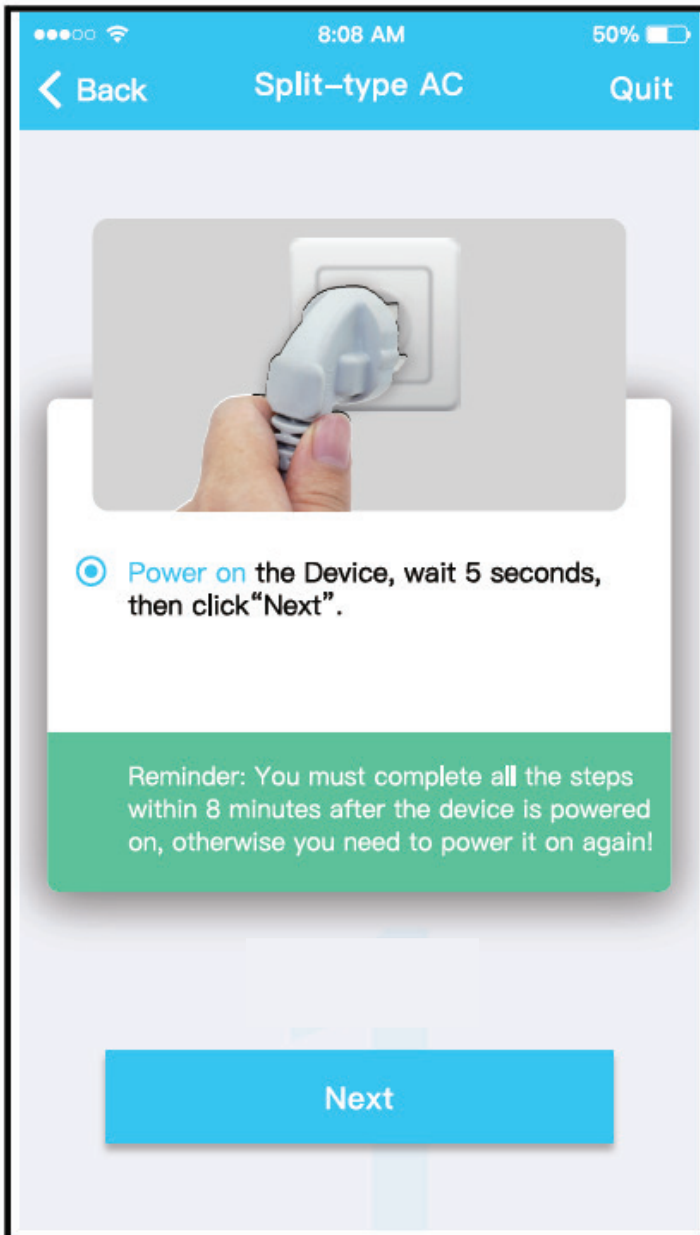 8:08 AM
50%
Back
Split-type AC
Quit
Power on the Device, wait 5 seconds,
then click“Next”.
Reminder: You must complete all the steps
within 8 minutes after the device is powered
on, otherwise you need to power it on again!
Next